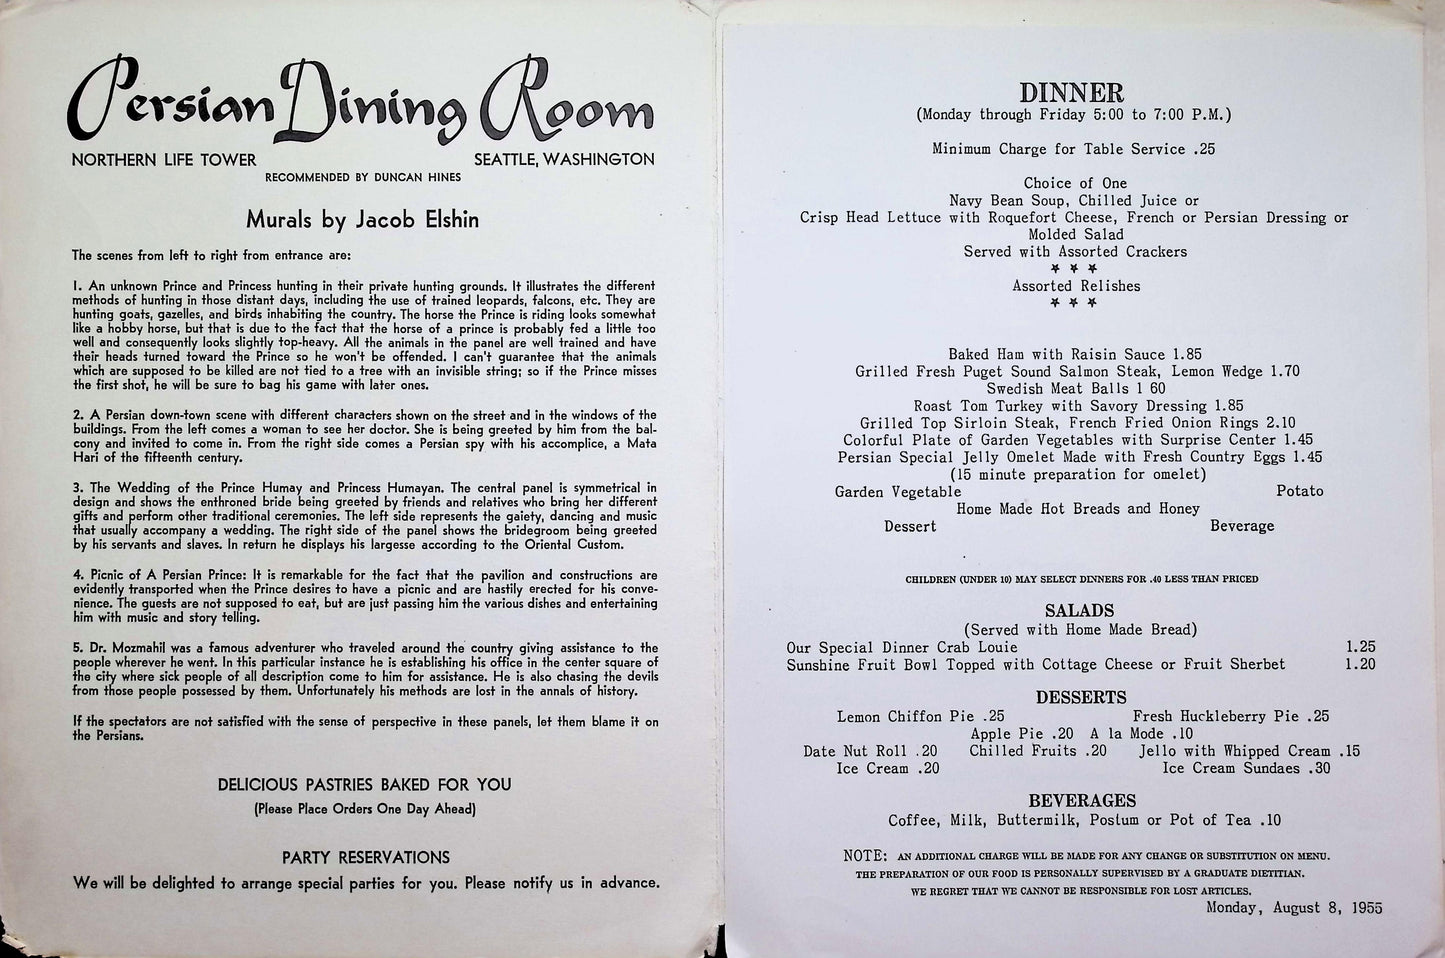 Persian Dining Room
NORTHERN LIFE TOWER SEATTLE, WASHINGTON
RECOMMENDED BY DUNCAN HINES
Murals by Jacob Elshin
The scenes from left to right from entrance are:
1. An unknown Prince and Princess hunting in their private hunting grounds. It illustrates the different
methods of hunting in those distant days, including the use of trained leopards, falcons, etc. They are
hunting goats, gazelles, and birds inhabiting the country. The horse the Prince is riding looks somewhat
like a hobby horse, but that is due to the fact that the horse of a prince is probably fed a little too
well and consequently looks slightly top-heavy. All the animals in the panel are well trained and have
their heads turned toward the Prince so he won't be offended. I can't guarantee that the animals
which are supposed to be killed are not tied to a tree with an invisible string; so if the Prince misses
the first shot, he will be sure to bag his game with later ones.
2. A Persian down-town scene with different characters shown on the street and in the windows of the
buildings. From the left comes a woman to see her doctor. She is being greeted by him from the bal-
cony and invited to come in. From the right side comes a Persian spy with his accomplice, a Mata
Hari of the fifteenth century.
3. The Wedding of the Prince Humay and Princess Humayan. The central panel is symmetrical in
design and shows the enthroned bride being greeted by friends and relatives who bring her different
gifts and perform other traditional ceremonies. The left side represents the gaiety, dancing and music
that usually accompany a wedding. The right side of the panel shows the bridegroom being greeted
by his servants and slaves. In return he displays his largesse according to the Oriental Custom.
4. Picnic of A Persian Prince: It is remarkable for the fact that the pavilion and constructions are
evidently transported when the Prince desires to have a picnic and are hastily erected for his conve-
nience. The guests are not supposed to eat, but are just passing him the various dishes and entertaining
him with music and story telling.
5. Dr. Mozmahil was a famous adventurer who traveled around the country giving assistance to the
people wherever he went. In this particular instance he is establishing his office in the center square of
the city where sick people of all description come to him for assistance. He is also chasing the devils
from those people possessed by them. Unfortunately his methods are lost in the annals of history.
If the spectators are not satisfied with the sense of perspective in these panels, let them blame it on
the Persians.
DELICIOUS PASTRIES BAKED FOR YOU
(Please Place Orders One Day Ahead)
PARTY RESERVATIONS
We will be delighted to arrange special parties for you. Please notify us in advance.
DINNER
(Monday through Friday 5:00 to 7:00 P.M.)
Minimum Charge for Table Service .25
Choice of One
Navy Bean Soup, Chilled Juice or
Crisp Head Lettuce with Roquefort Cheese, French or Persian Dressing or
Molded Salad
Served with Assorted Crackers
* * *
Assorted Relishes
* * *
Baked Ham with Raisin Sauce 1.85
Grilled Fresh Puget Sound Salmon Steak, Lemon Wedge 1.70
Swedish Meat Balls 1 60
Roast Tom Turkey with Savory Dressing 1.85
Grilled Top Sirloin Steak, French Fried Onion Rings 2.10
Colorful Plate of Garden Vegetables with Surprise Center 1.45
Persian Special Jelly Omelet Made with Fresh Country Eggs 1.45
(15 minute preparation for omelet)
Garden Vegetable Potato
Home Made Hot Breads and Honey
Dessert Beverage
CHILDREN (UNDER 10) MAY SELECT DINNERS FOR .40 LESS THAN PRICED
SALADS
(Served with Home Made Bread)
Our Special Dinner Crab Louie 1.25
Sunshine Fruit Bowl Topped with Cottage Cheese or Fruit Sherbet 1.20
DESSERTS
Lemon Chiffon Pie .25 Fresh Huckleberry Pie .25
Apple Pie .20 A la Mode .10
Date Nut Roll .20 Chilled Fruits .20 Jello with Whipped Cream .15
Ice Cream .20 Ice Cream Sundaes .30
BEVERAGES
Coffee, Milk, Buttermilk, Postum or Pot of Tea .10
NOTE: AN ADDITIONAL CHARGE WILL BE MADE FOR ANY CHANGE OR SUBSTITUTION ON MENU.
THE PREPARATION OF OUR FOOD IS PERSONALLY SUPERVISED BY A GRADUATE DIETITIAN.
WE REGRET THAT WE CANNOT BE RESPONSIBLE FOR LOST ARTICLES.
Monday, August 8, 1955